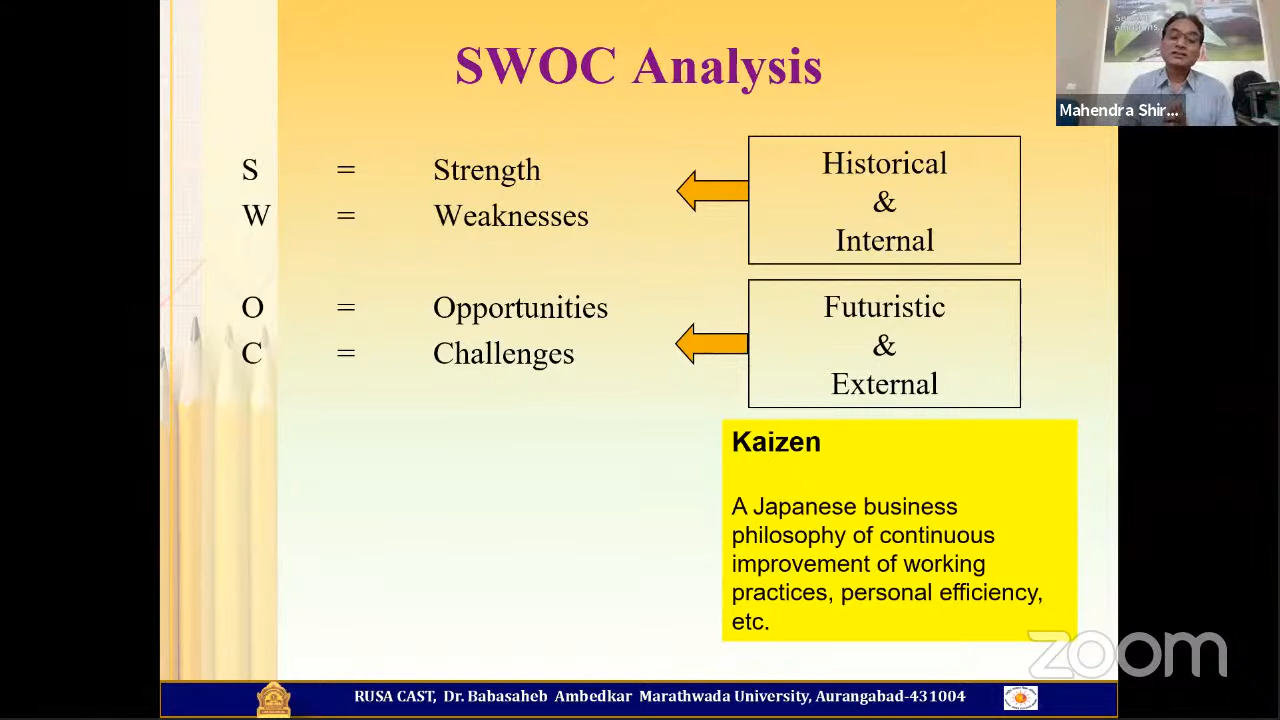 SWOC Analysis
S = Strength
W = Weaknesses
O = Opportunities
C = Challenges
Historical
&
Internal
Futuristic
&
External
Kaizen
A Japanese business
philosophy of continuous
improvement of working
practices, personal efficiency,
etc.
Mahendra Shir...
zoom
RUSA CAST, Dr. Babasaheb Ambedkar Marathwada University, Aurangabad-431004